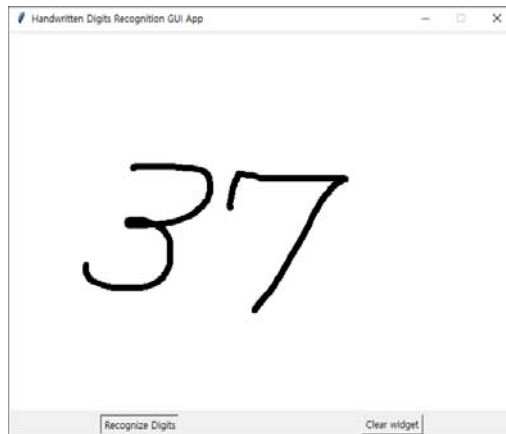 Handwritten Digits Recognition GUI App
37
Recognize Digits
Clear widget